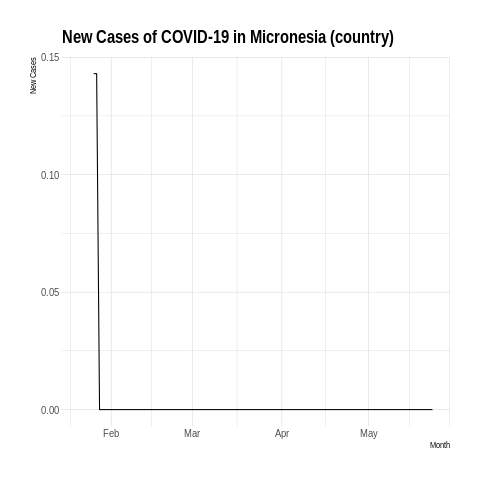 New Cases of COVID-19 in Micronesia (country)
New Cases
0.15
0.10
0.05
0.00
Feb Mar Apr May
Month